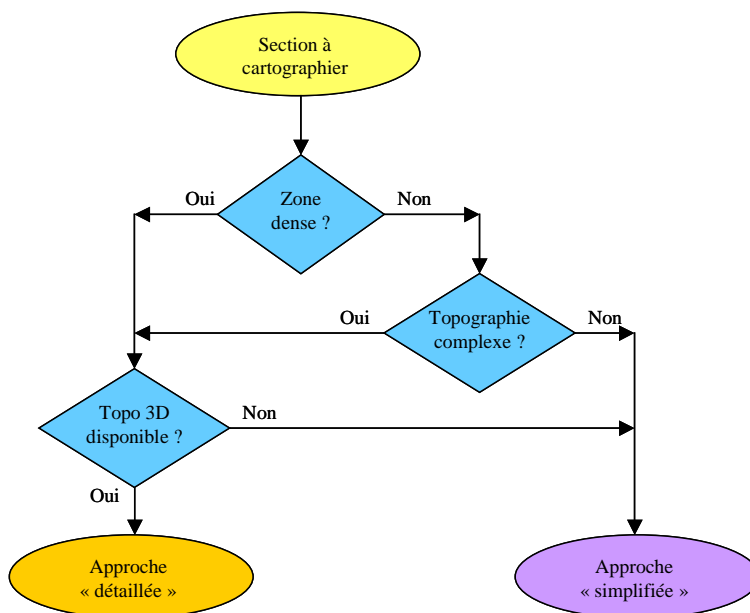 Section à
cartographier
Oui
Zone
dense ?
Non
Oui
Topographie
complexe ?
Non
Topo 3D
disponible ?
Non
Oui
Approche
« détaillée »
Approche
« simplifiée »